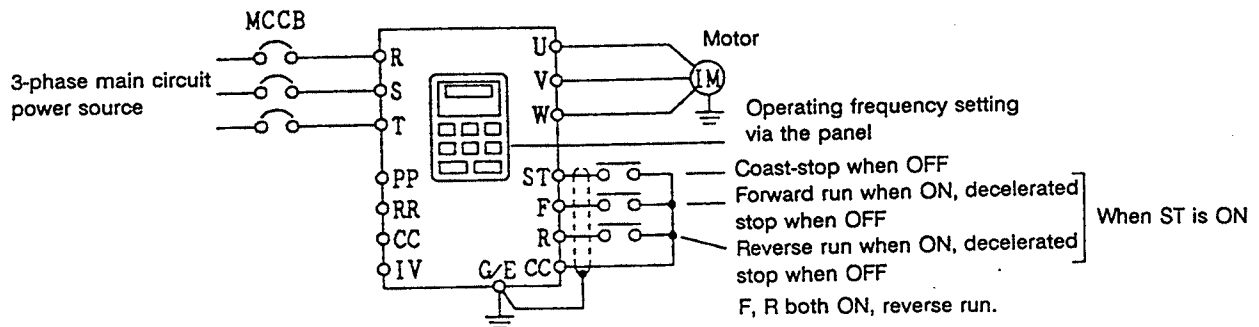 MCCB
3-phase main circuit
power source
R
S
T
PP
RR
CC
IV
G/E
U
V
W
ST
F
R
CC
Motor
IM
Operating frequency setting
via the panel
Coast-stop when OFF
Forward run when ON, decelerated
stop when OFF
Reverse run when ON, decelerated
stop when OFF
When ST is ON
F, R both ON, reverse run.